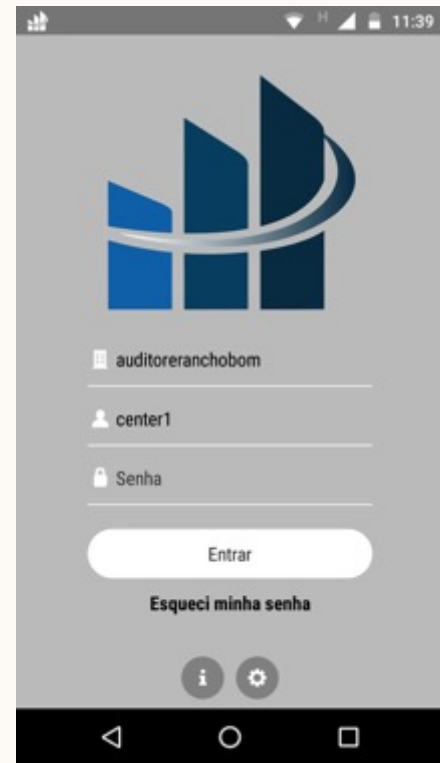 H 11:39
auditoreranchobom
center1
Senha
Entrar
Esqueci minha senha
i